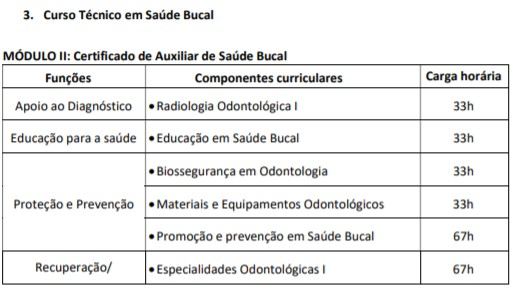 3. Curso Técnico em Saúde Bucal
MÓDULO II: Certificado de Auxiliar de Saúde Bucal
Funções Componentes curriculares Carga horária
Apoio ao Diagnóstico • Radiologia Odontológica I 33h
Educação para a saúde • Educação em Saúde Bucal 33h
• Biossegurança em Odontologia 33h
Proteção e Prevenção • Materiais e Equipamentos Odontológicos 33h
• Promoção e prevenção em Saúde Bucal 67h
Recuperação/ • Especialidades Odontológicas I 67h